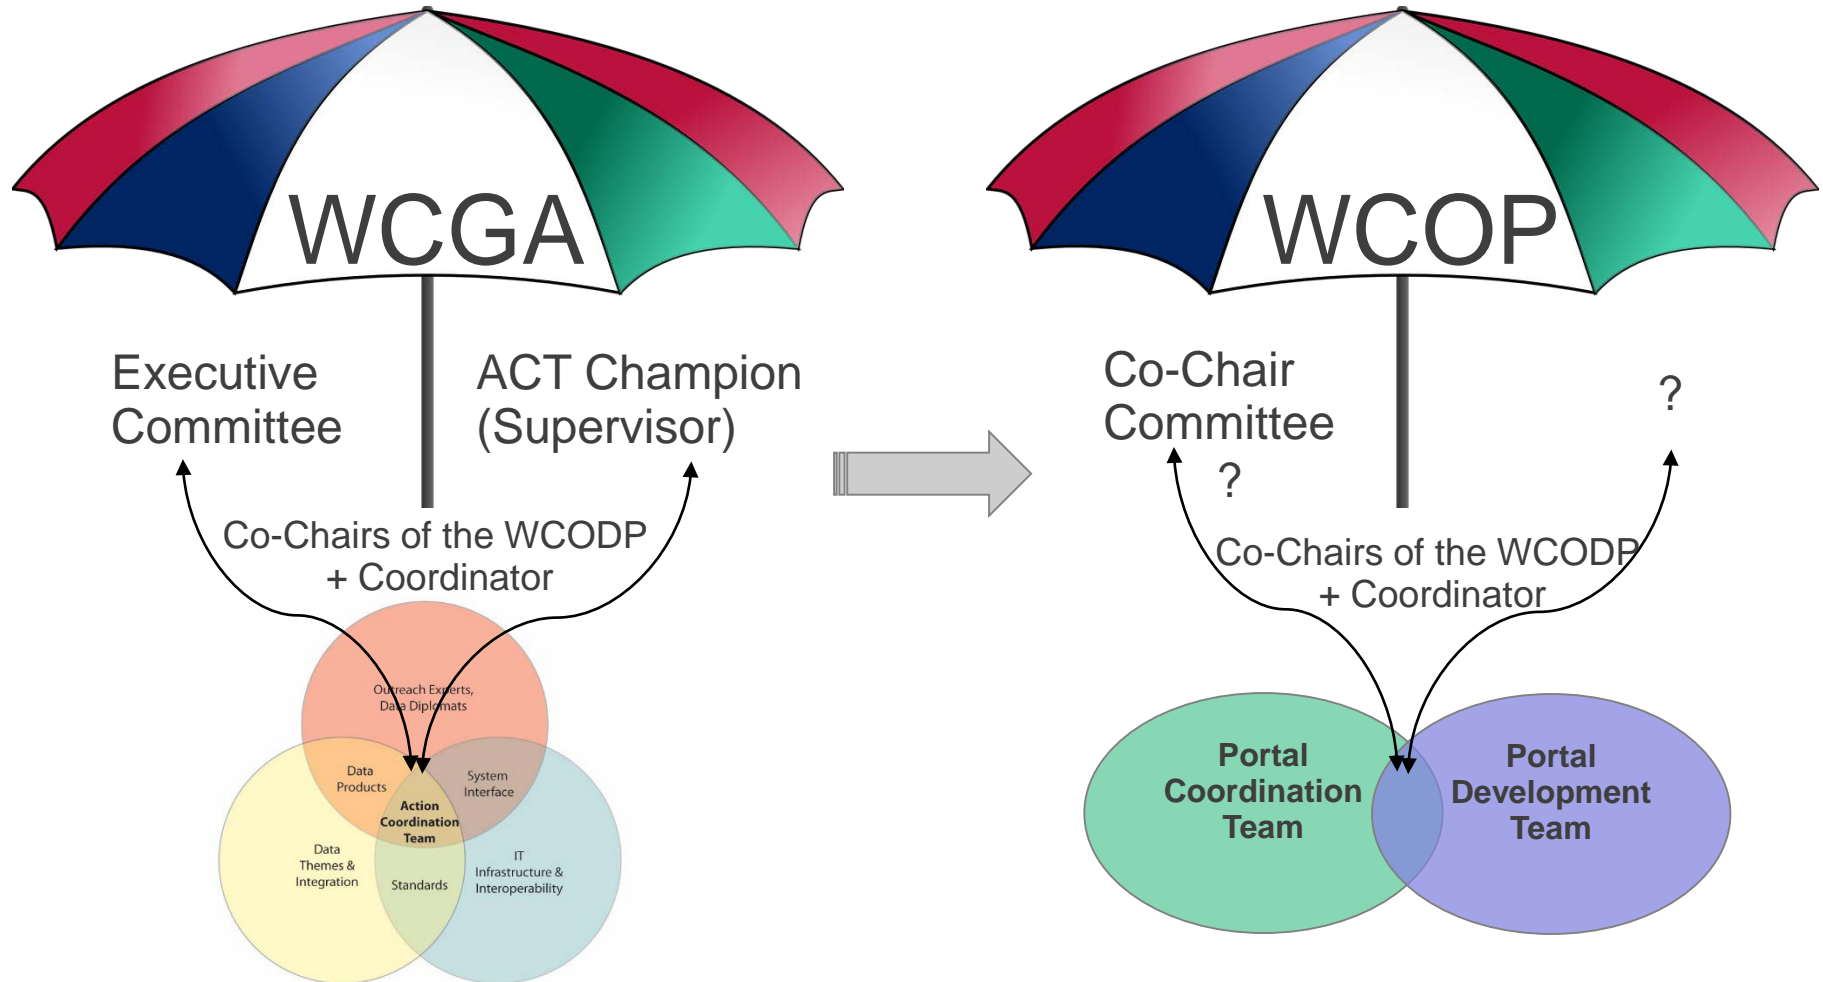 WCGA
Executive
Committee
ACT Champion
(Supervisor)
Co-Chairs of the WCODP
+ Coordinator
Outreach Experts,
Data Diplomats
Data
Products
System
Interface
Action
Coordination
Team
Data
Themes &
Integration
Standards
IT
Infrastructure &
Interoperability
WCOP
Co-Chair
Committee
?
?
Co-Chairs of the WCODP
+ Coordinator
Portal
Coordination
Team
Portal
Development
Team